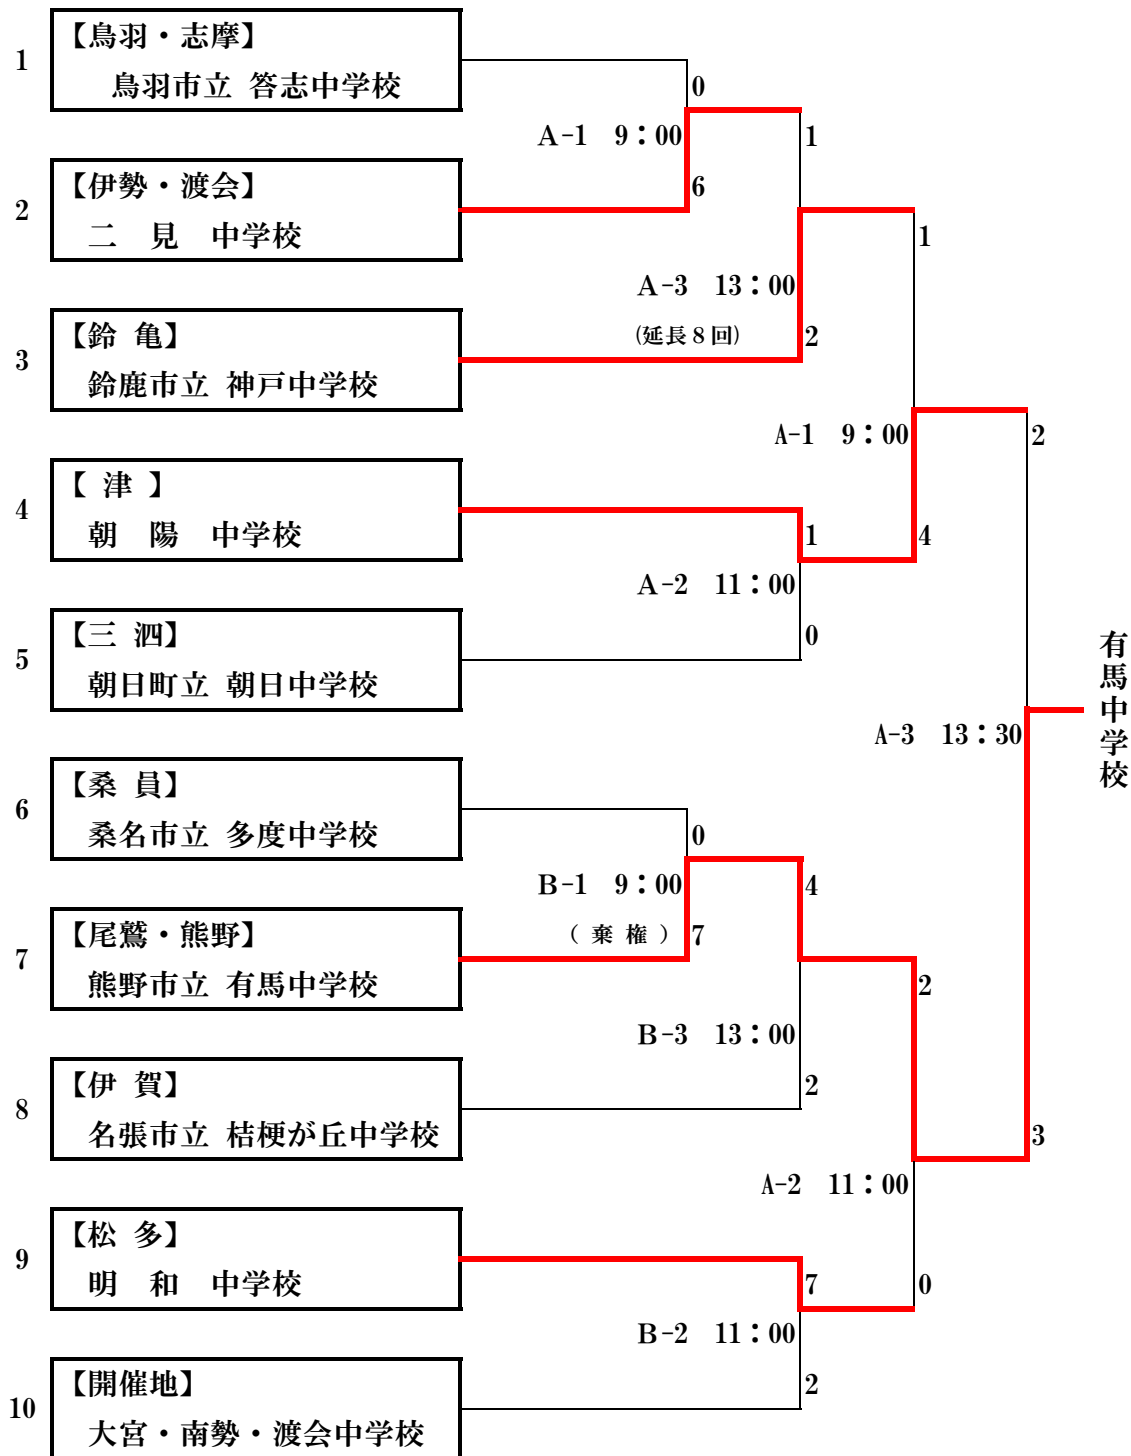 1
【鳥羽・志摩】
鳥羽市立 答志中学校
0
A-1 9：00
1
2
【伊勢・渡会】
二 見 中学校
6
1
A-3 13：00
(延長８回)
2
3
【鈴 亀】
鈴鹿市立 神戸中学校
A-1 9：00
2
4
【 津 】
朝 陽 中学校
1
4
A-2 11：00
0
5
【三 泗】
朝日町立 朝日中学校
有馬中学校
A-3 13：30
6
【桑 員】
桑名市立 多度中学校
0
B-1 9：00
4
（ 棄 権 ）
7
7
【尾鷲・熊野】
熊野市立 有馬中学校
2
B-3 13：00
2
8
【伊 賀】
名張市立 桔梗が丘中学校
3
A-2 11：00
9
【松 多】
明 和 中学校
7
0
B-2 11：00
2
10
【開催地】
大宮・南勢・渡会中学校